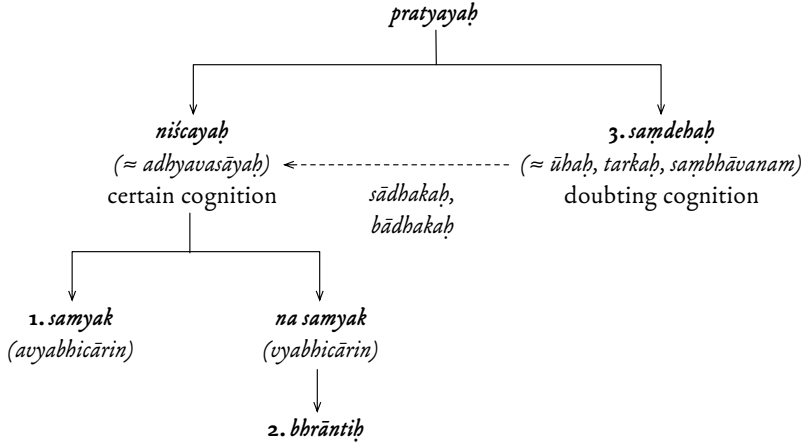 pratyayaḥ
niścayaḥ
(≈ adhyavasāyaḥ)
certain cognition
3. saṃdehaḥ
(≈ ūhaḥ, tarkaḥ, saṃbhāvanam)
doubting cognition
sādhakaḥ,
bādhakaḥ
1. samyak
(avyabhicārin)
na samyak
(vyabhicārin)
2. bhrāntiḥ